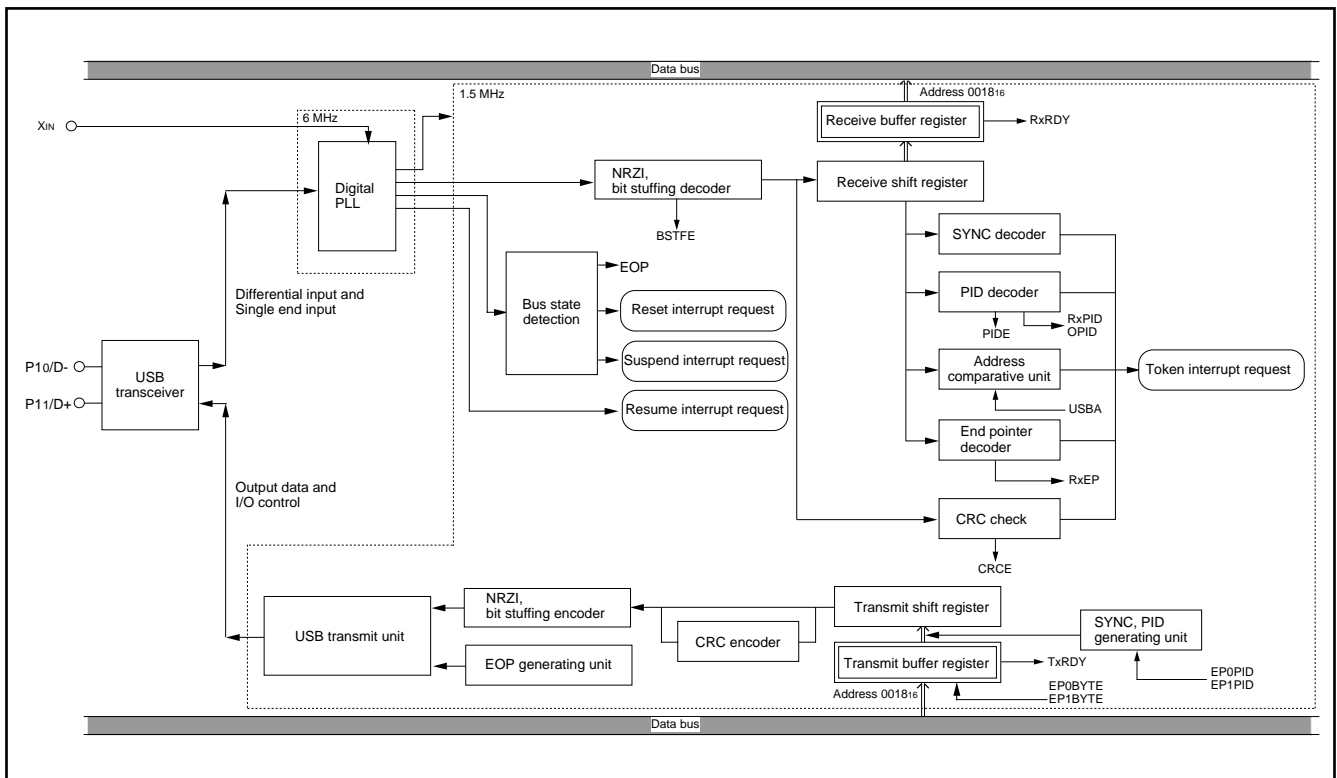 Data bus
1.5 MHz
Address 0018₁₆
6 MHz
XIN
Receive buffer register
RxRDY
Digital
PLL
NRZI,
bit stuffing decoder
Receive shift register
BSTFE
SYNC decoder
EOP
Bus state
detection
Reset interrupt request
Suspend interrupt request
Resume interrupt request
PID decoder
PIDE
RxPID
OPID
Differential input and
Single end input
P10/D-
P11/D+
USB
transceiver
Address
comparative unit
Token interrupt request
USBA
End pointer
decoder
RxEP
Output data and
I/O control
CRC check
CRCE
NRZI,
bit stuffing encoder
Transmit shift register
USB transmit unit
CRC encoder
SYNC, PID
generating unit
EOP generating unit
Transmit buffer register
TxRDY
EP0PID
EP1PID
EP0BYTE
EP1BYTE
Address 0018₁₆
Data bus